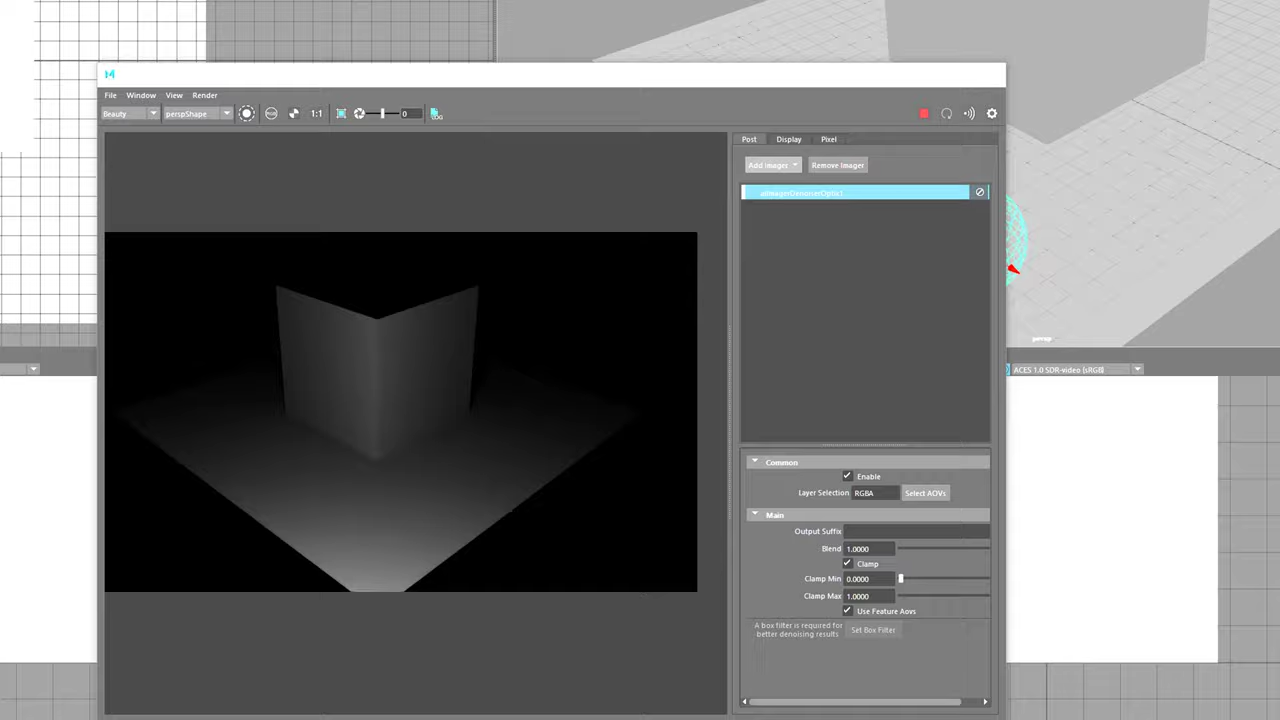 File Window View Render
Beauty perspShape 1:1 0
Post Display Pixel
Add Imager Remove Imager
aiImagerDenoiserOptix1
persp
ACES 1.0 SDR-video (sRGB
Common
Enable
Layer Selection RGBA Select AOVs
Main
Output Suffix
Blend 1.0000
Clamp
Clamp Min 0.0000
Clamp Max 1.0000
Use Feature Aovs
A box filter is required for
better denoising results
Set Box Filter